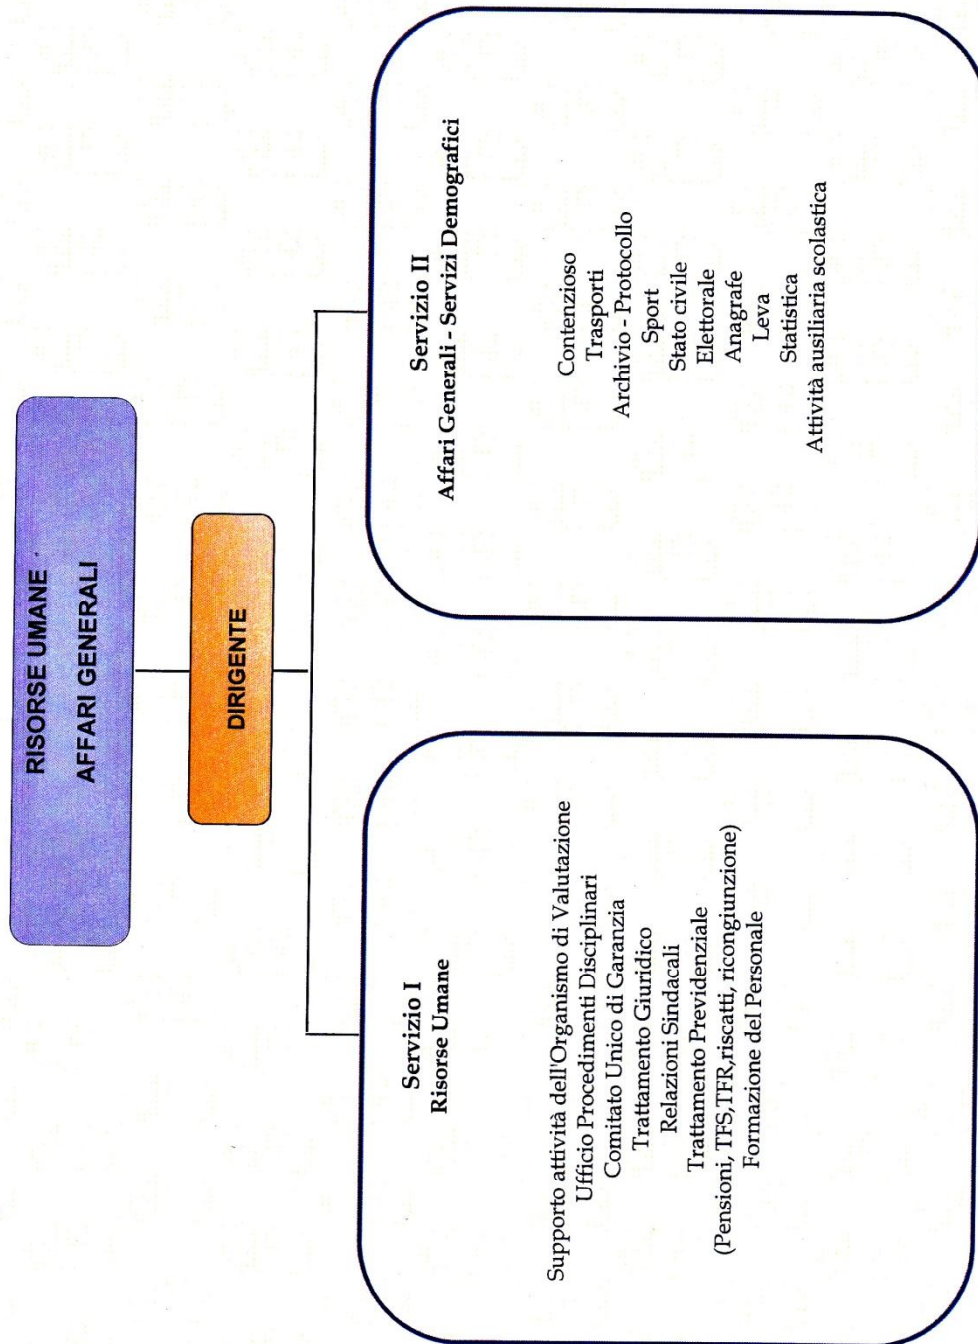 RISORSE UMANE
AFFARI GENERALI
DIRIGENTE
Servizio I
Risorse Umane
Supporto attività dell'Organismo di Valutazione
Ufficio Procedimenti Disciplinari
Comitato Unico di Garanzia
Trattamento Giuridico
Relazioni Sindacali
Trattamento Previdenziale
(Pensioni, TFS,TFR,riscatti, ricongiunzione)
Formazione del Personale
Servizio II
Affari Generali - Servizi Demografici
Contenzioso
Trasporti
Archivio - Protocollo
Sport
Stato civile
Elettorale
Anagrafe
Leva
Statistica
Attività ausiliaria scolastica